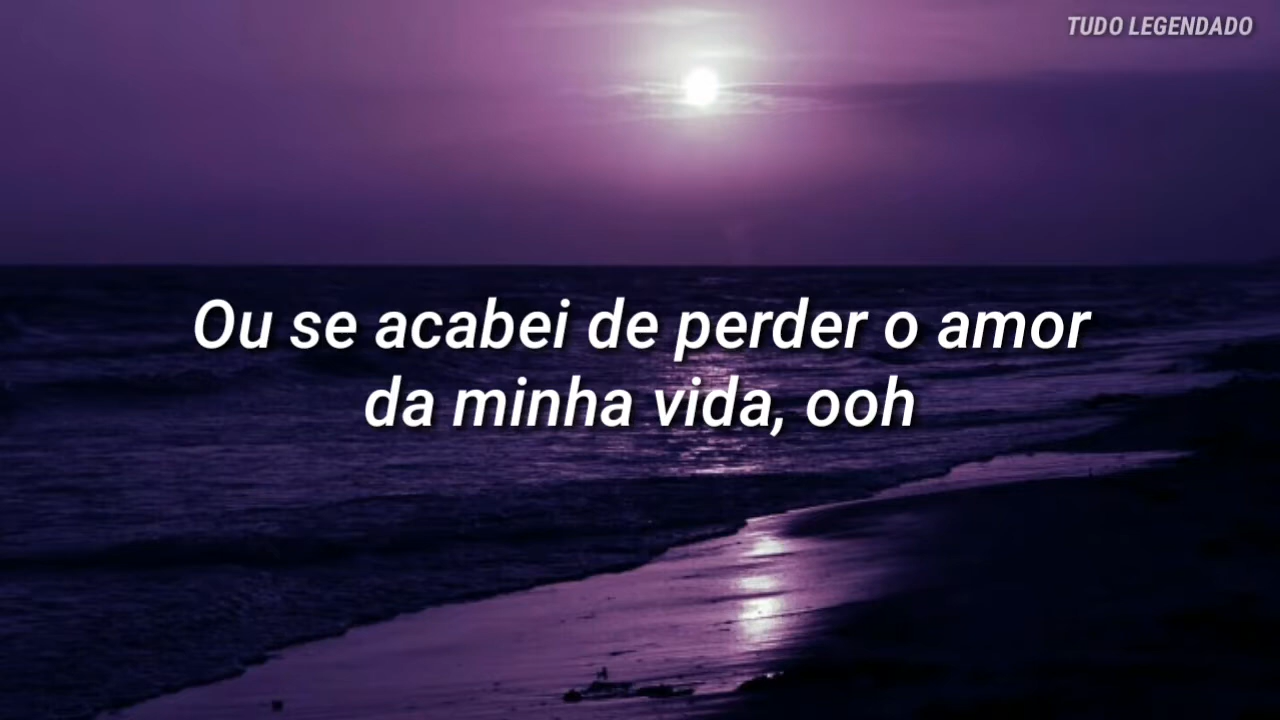 TUDO LEGENDADO
Ou se acabei de perder o amor
da minha vida, ooh